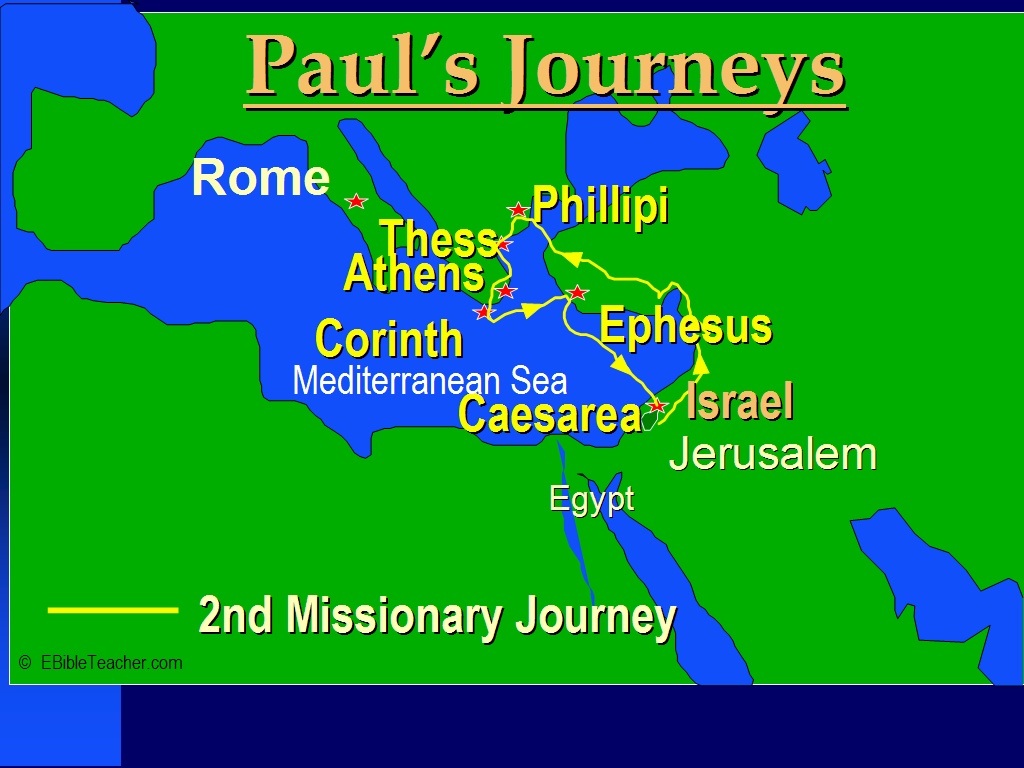 Paul’s Journeys
Rome
Phillipi
Thess
Athens
Ephesus
Corinth
Mediterranean Sea
Caesarea
Israel
Jerusalem
Egypt
2nd Missionary Journey
© EBibleTeacher.com